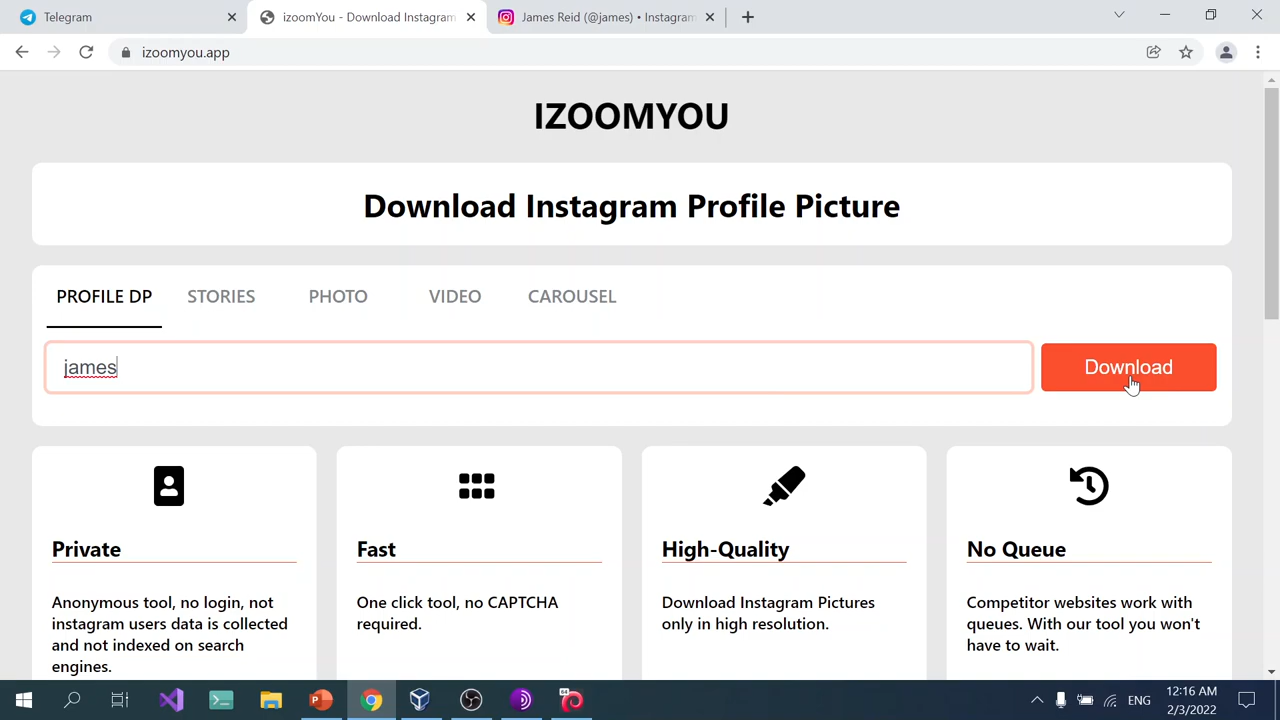 Telegram
izoomYou - Download Instagram
James Reid (@james) • Instagram
izoomyou.app
IZOOMYOU
Download Instagram Profile Picture
PROFILE DP
STORIES
PHOTO
VIDEO
CAROUSEL
james
Download
Private
Anonymous tool, no login, not
instagram users data is collected
and not indexed on search
engines.
Fast
One click tool, no CAPTCHA
required.
High-Quality
Download Instagram Pictures
only in high resolution.
No Queue
Competitor websites work with
queues. With our tool you won't
have to wait.
64
ENG
12:16 AM
2/3/2022